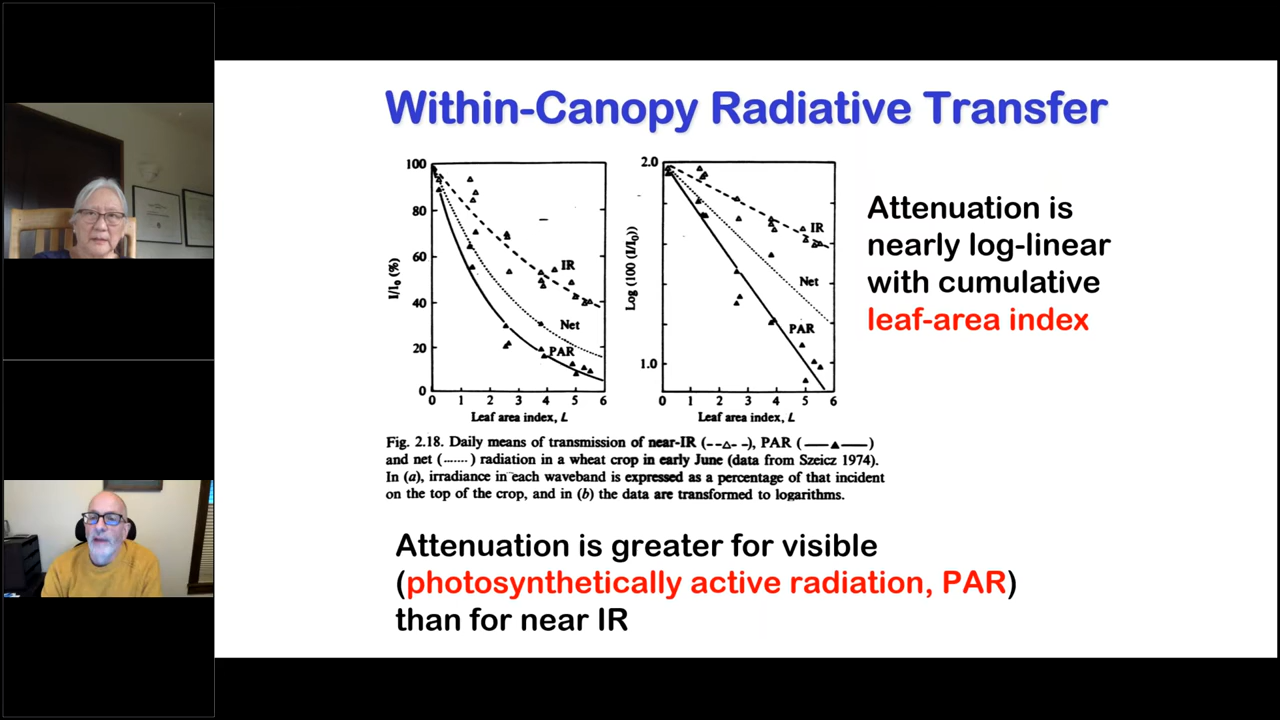 Within-Canopy Radiative Transfer
100
80
60
40
20
0
I/I₀ (%)
IR
Net
PAR
0 1 2 3 4 5 6
Leaf area index, L
2.0
1.0
Log (100 (I/I₀))
IR
Net
PAR
0 1 2 3 4 5 6
Leaf area index, L
Attenuation is
nearly log-linear
with cumulative
leaf-area index
Fig. 2.18. Daily means of transmission of near-IR (--△- -), PAR (——▲——)
and net (.......) radiation in a wheat crop in early June (data from Szeicz 1974).
In (a), irradiance in each waveband is expressed as a percentage of that incident
on the top of the crop, and in (b) the data are transformed to logarithms.
Attenuation is greater for visible
(photosynthetically active radiation, PAR)
than for near IR